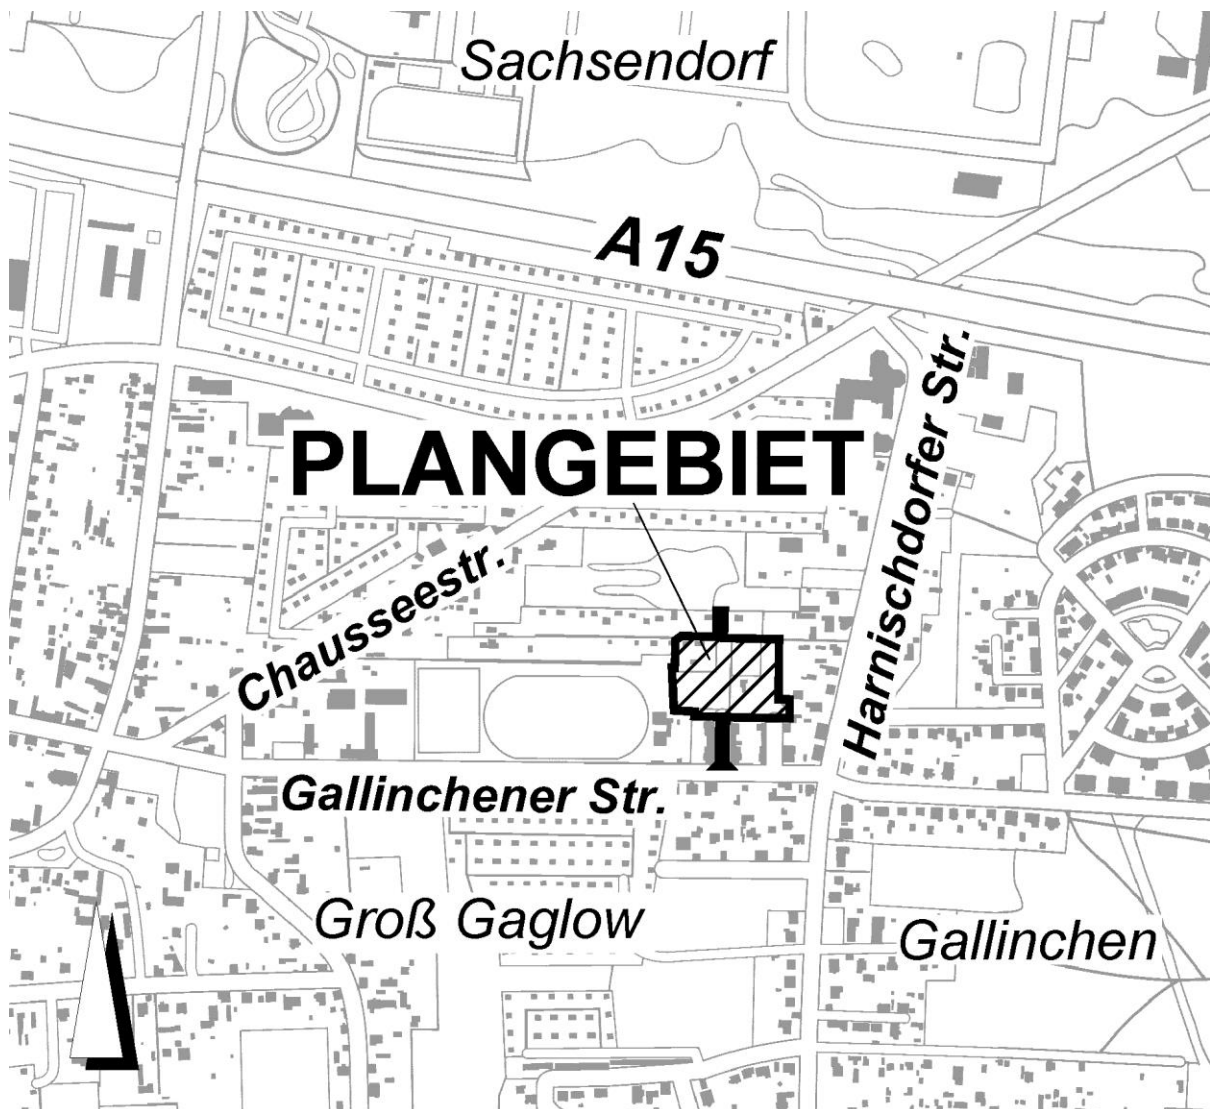 Sachsendorf
A15
Harnischdorfer Str.
PLANGEBIET
Chausseestr.
Gallinchener Str.
Groß Gaglow
Gallinchen